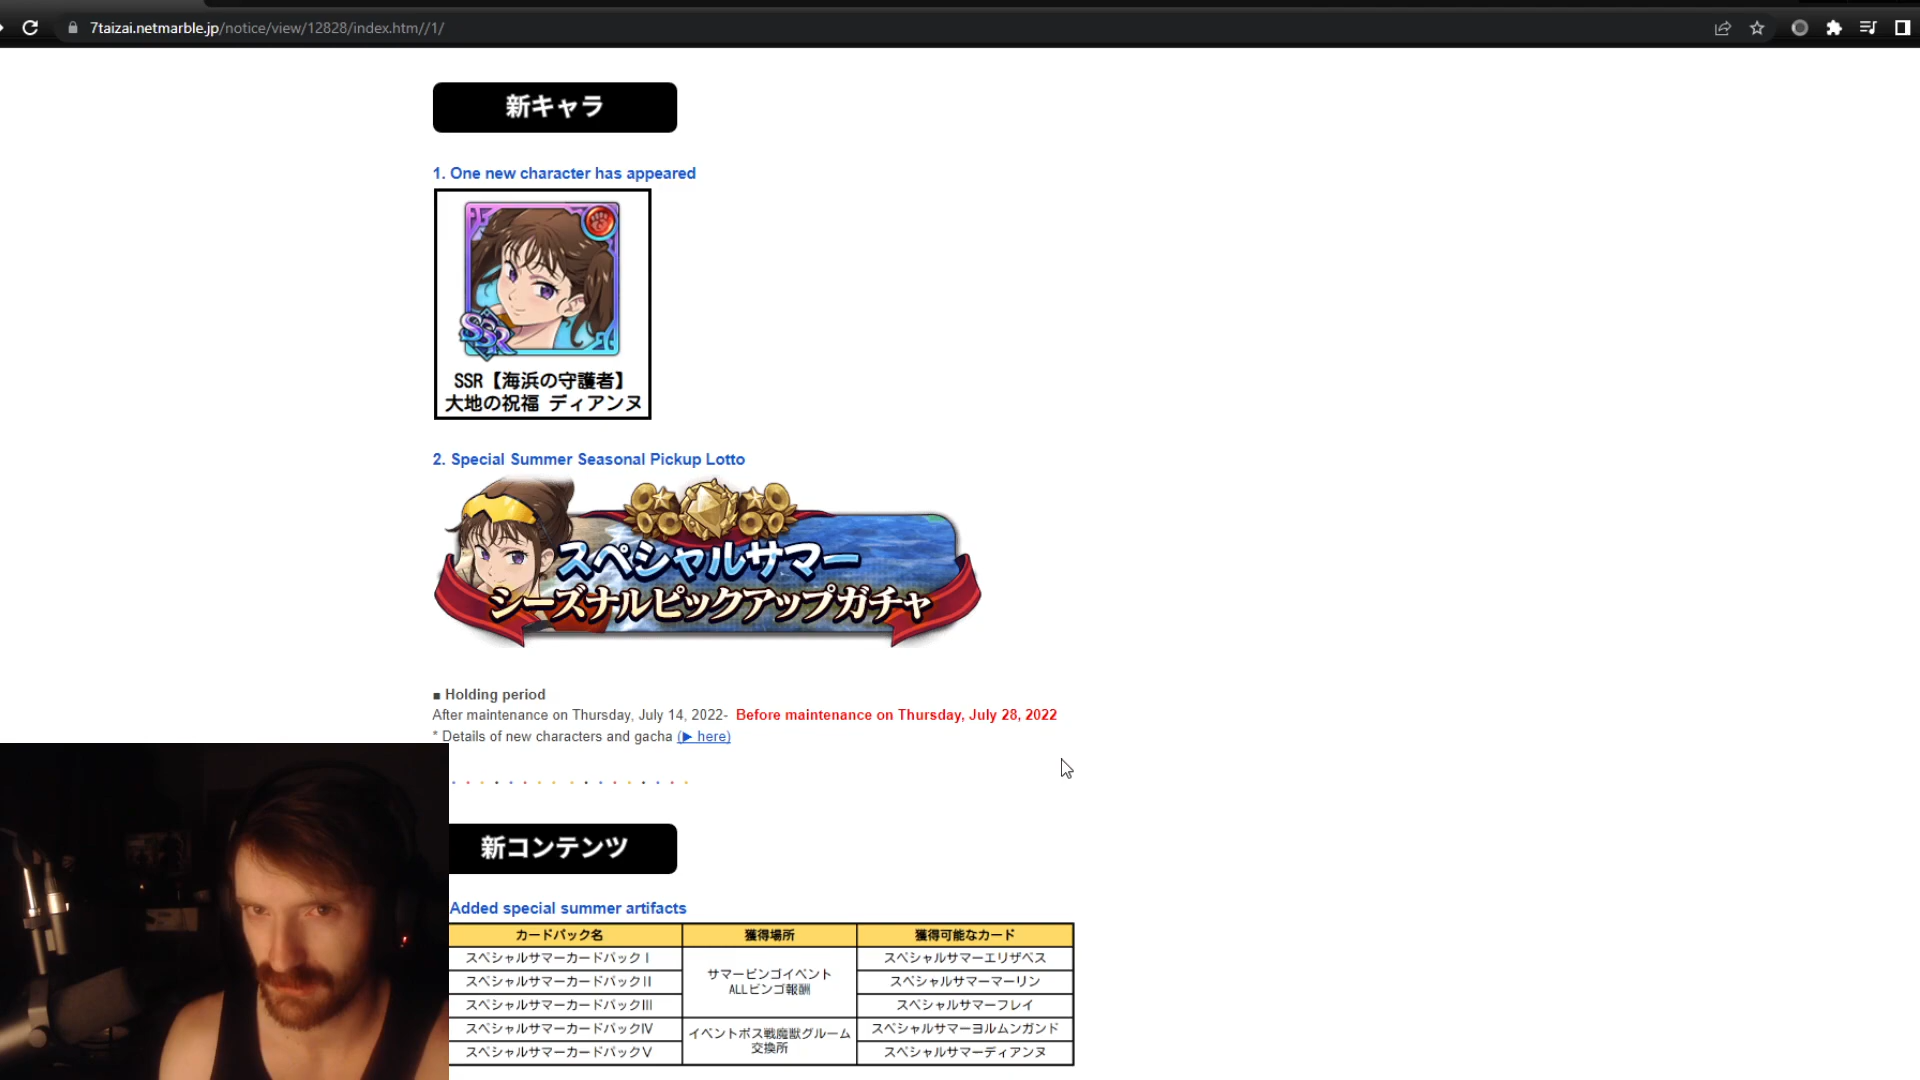 7taizai.netmarble.jp/notice/view/12828/index.htm//1/
新キャラ
1. One new character has appeared
SSR
SSR【海浜の守護者】
大地の祝福 ディアンヌ
2. Special Summer Seasonal Pickup Lotto
スペシャルサマー
シーズナルピックアップガチャ
■ Holding period
After maintenance on Thursday, July 14, 2022- Before maintenance on Thursday, July 28, 2022
* Details of new characters and gacha (▶ here)
新コンテンツ
Added special summer artifacts
カードパック名 獲得場所 獲得可能なカード
スペシャルサマーカードパックⅠ スペシャルサマーエリザベス
スペシャルサマーカードパックⅡ スペシャルサマーマーリン
スペシャルサマーカードパックⅢ スペシャルサマーフレイ
サマービンゴイベント
ALLビンゴ報酬
スペシャルサマーカードパックⅣ スペシャルサマーヨルムンガンド
スペシャルサマーカードパックⅤ スペシャルサマーディアンヌ
イベントボス戦魔獣グルーム
交換所